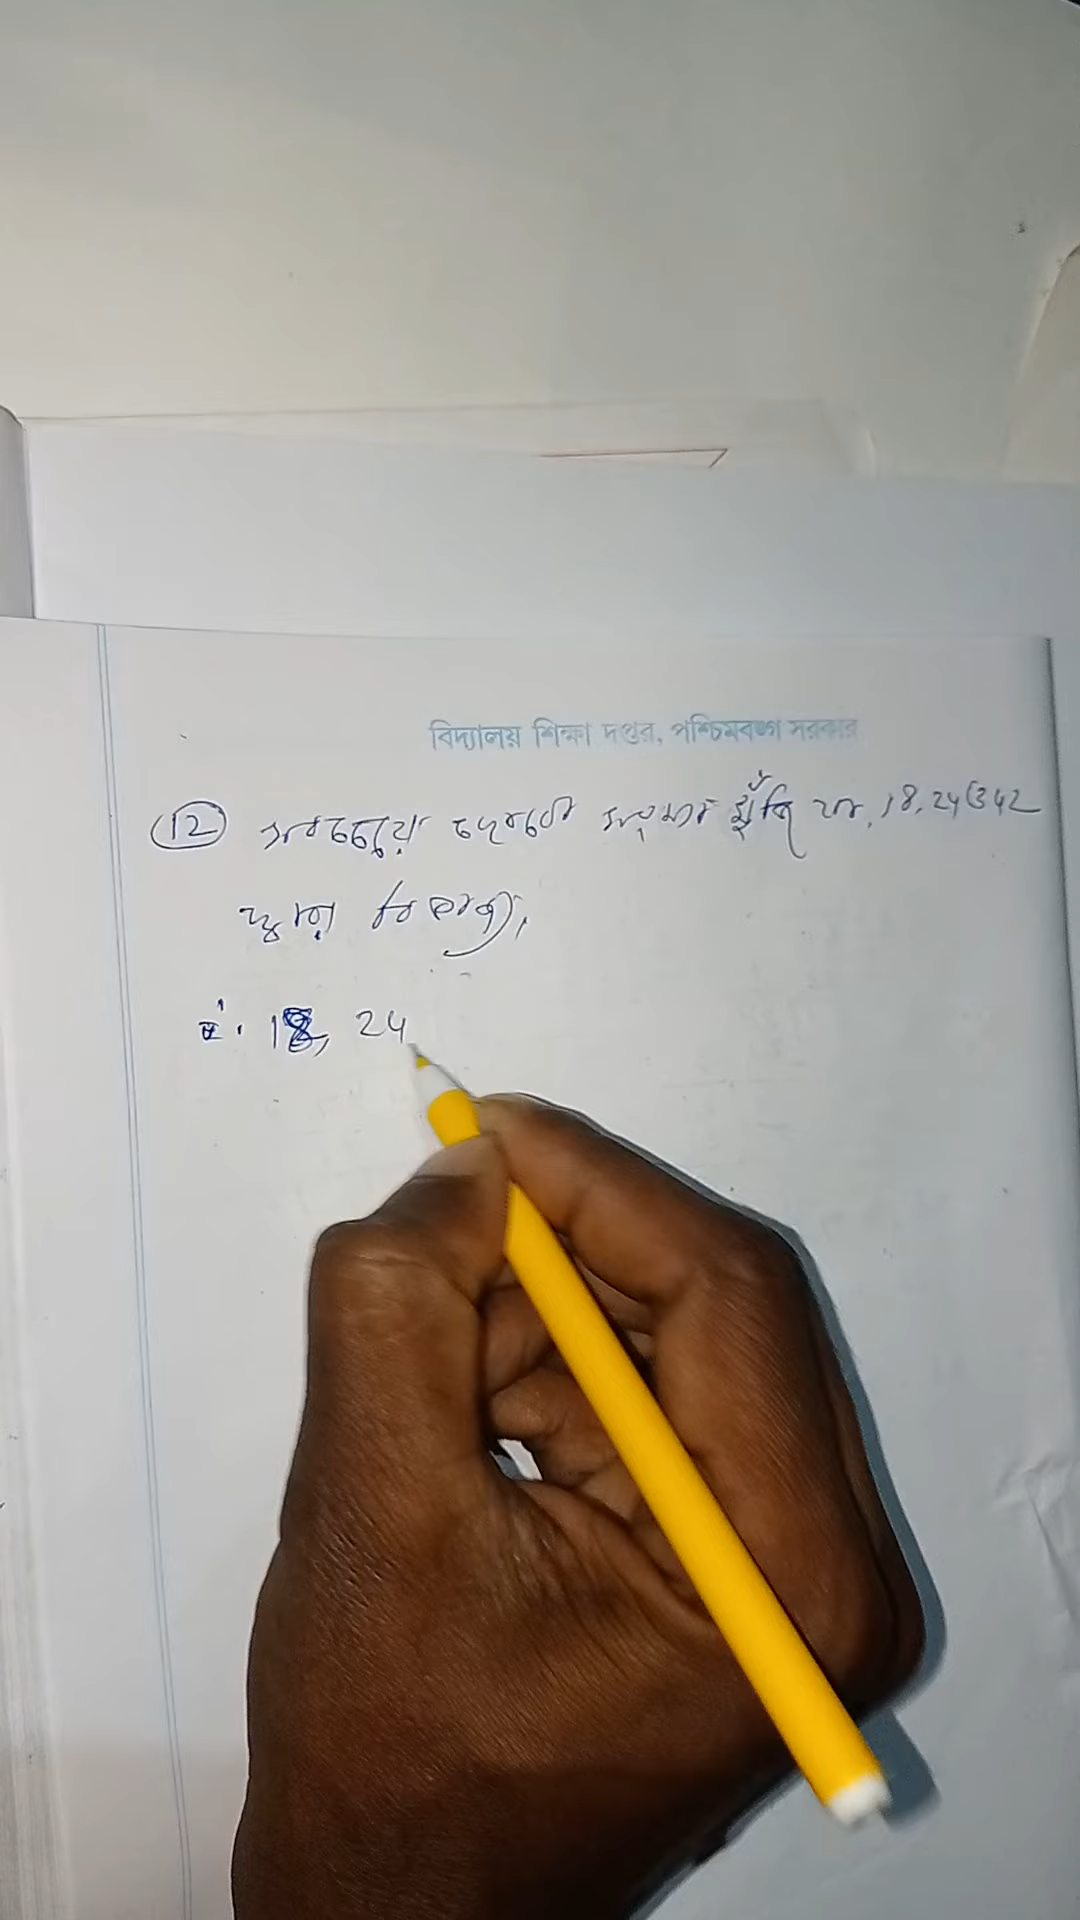 বিদ্যালয় শিক্ষা দপ্তর, পশ্চিমবঙ্গ সরকার
12 সবচেয়ে ছোটো সংখ্যা খুঁজি যা, 18, 24 ও 42
দ্বারা বিভাজ্য,
উঃ 18, 24